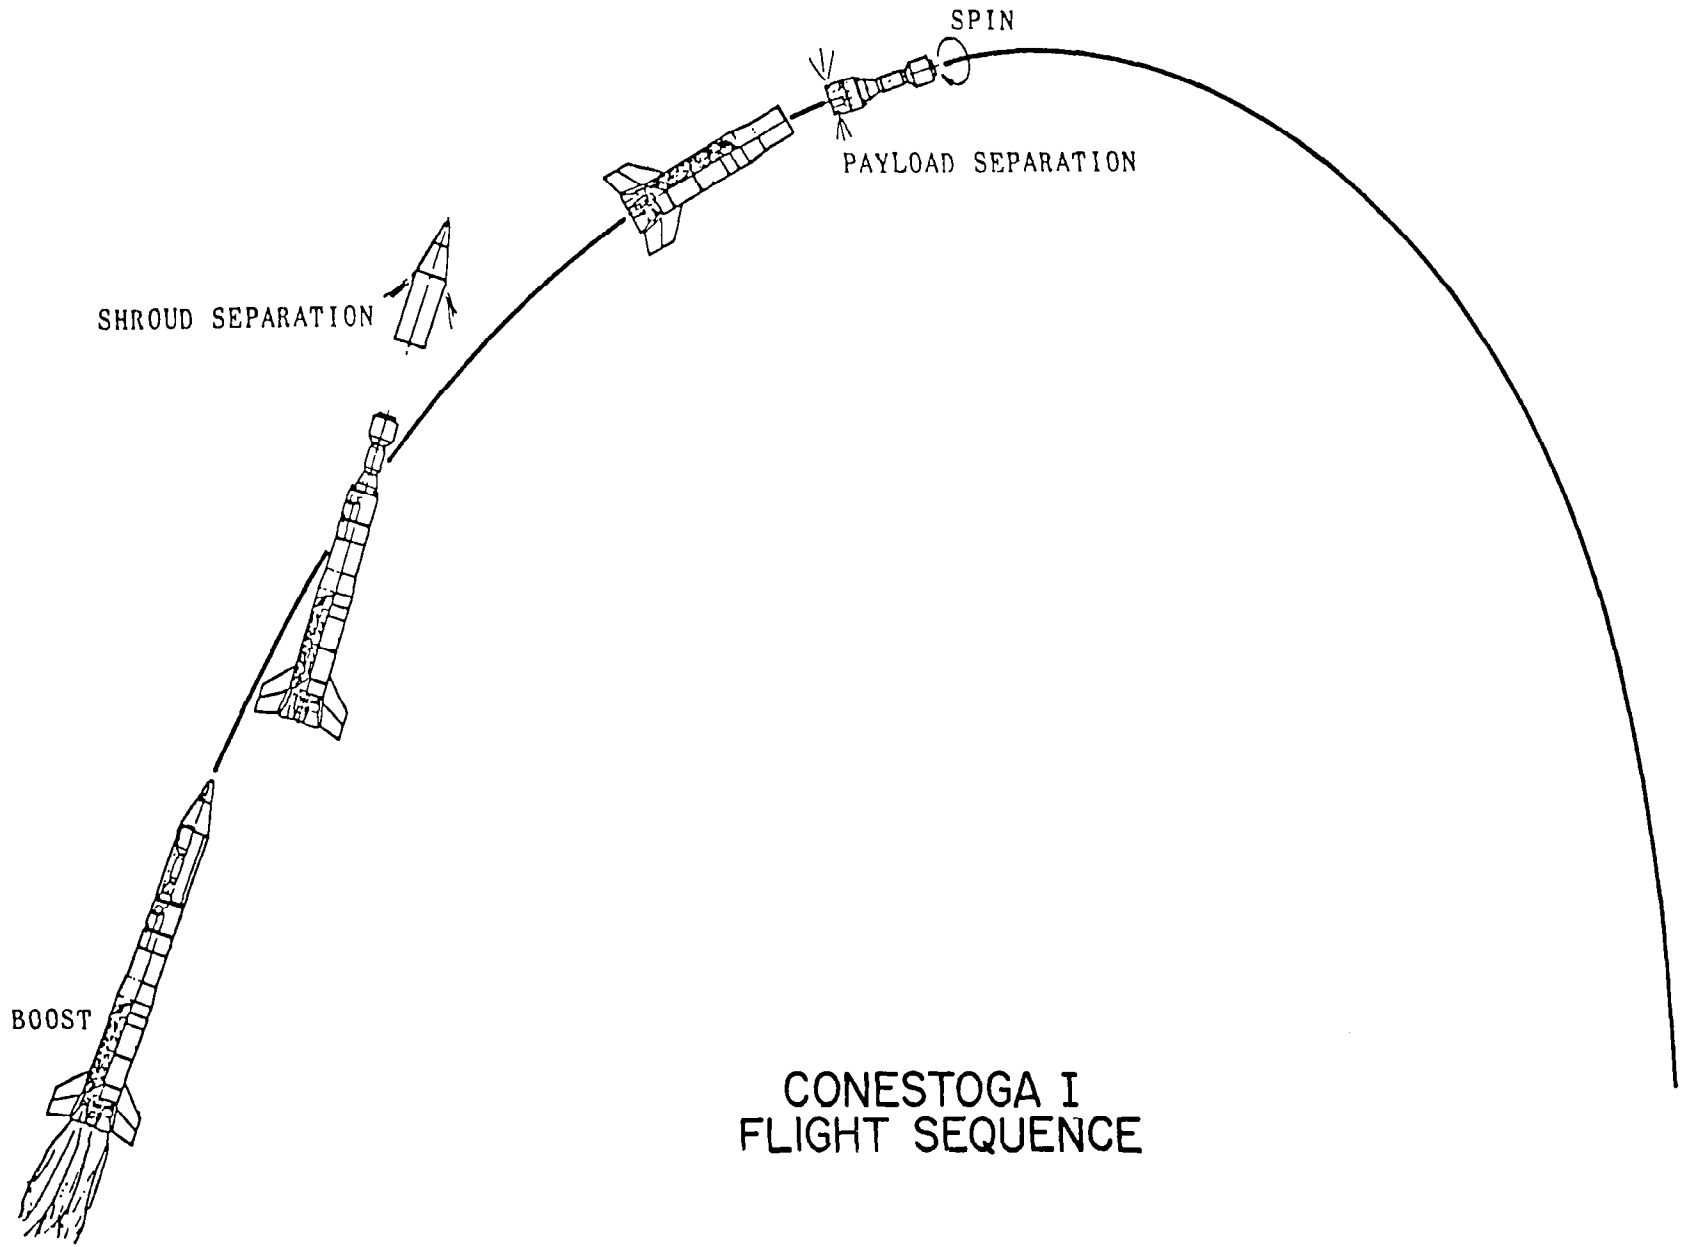 SPIN
PAYLOAD SEPARATION
SHROUD SEPARATION
BOOST
CONESTOGA I
FLIGHT SEQUENCE